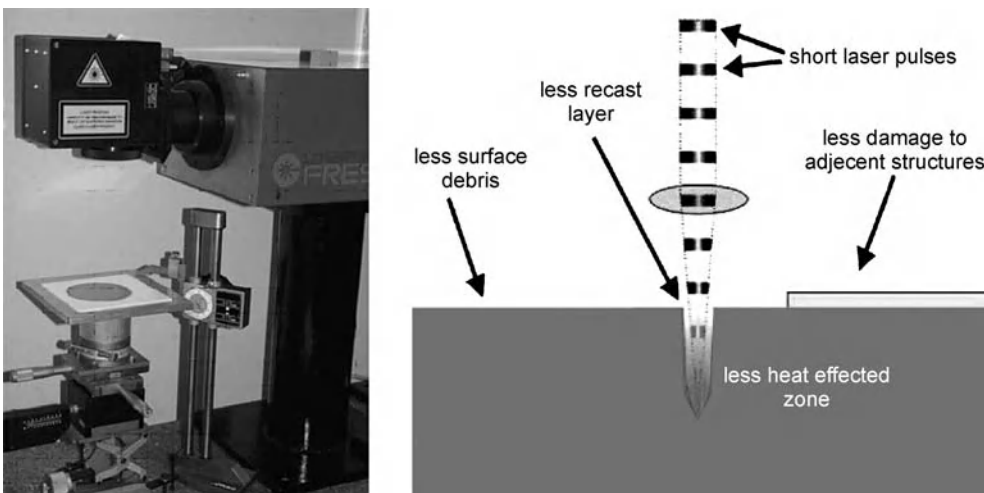 FRES
short laser pulses
less recast
layer
less damage to
adjecent structures
less surface
debris
less heat effected
zone